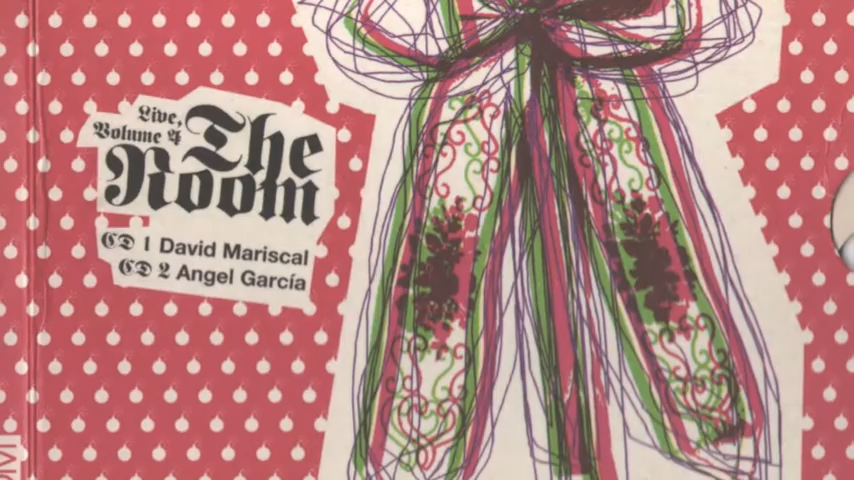 Live,
Volume 4
The
Room
CD 1 David Mariscal
CD 2 Angel García